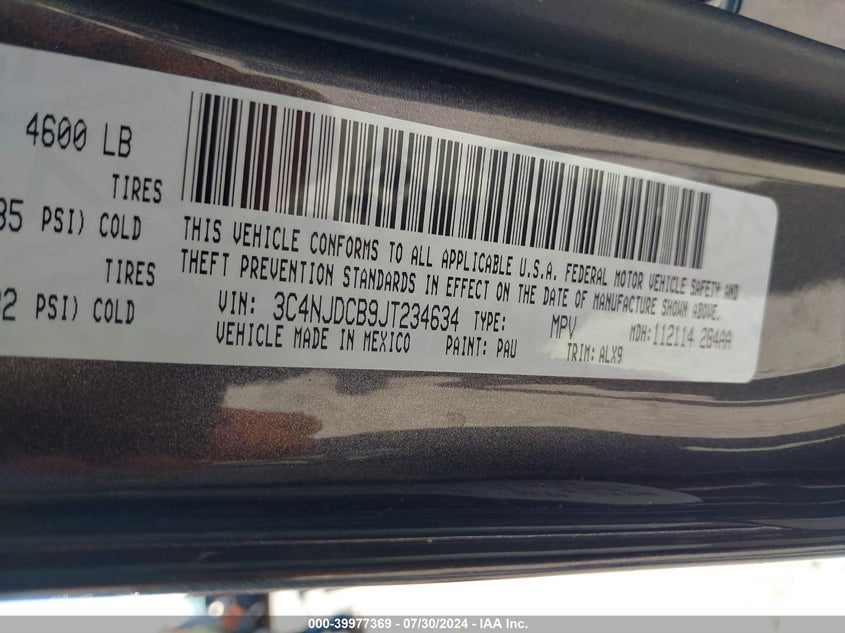 4600 LB
TIRES
PSI) COLD
TIRES
PSI) COLD
THIS VEHICLE CONFORMS TO ALL APPLICABLE U.S.A. FEDERAL MOTOR VEHICLE SAFETY AND
THEFT PREVENTION STANDARDS IN EFFECT ON THE DATE OF MANUFACTURE SHOWN ABOVE.
VIN: 3C4NJDCB9JT234634 TYPE: MPV MDH:112114 284AA
VEHICLE MADE IN MEXICO PAINT: PAU TRIM: ALX9
000-39977369 / 07/30/2024 - IAA Inc.